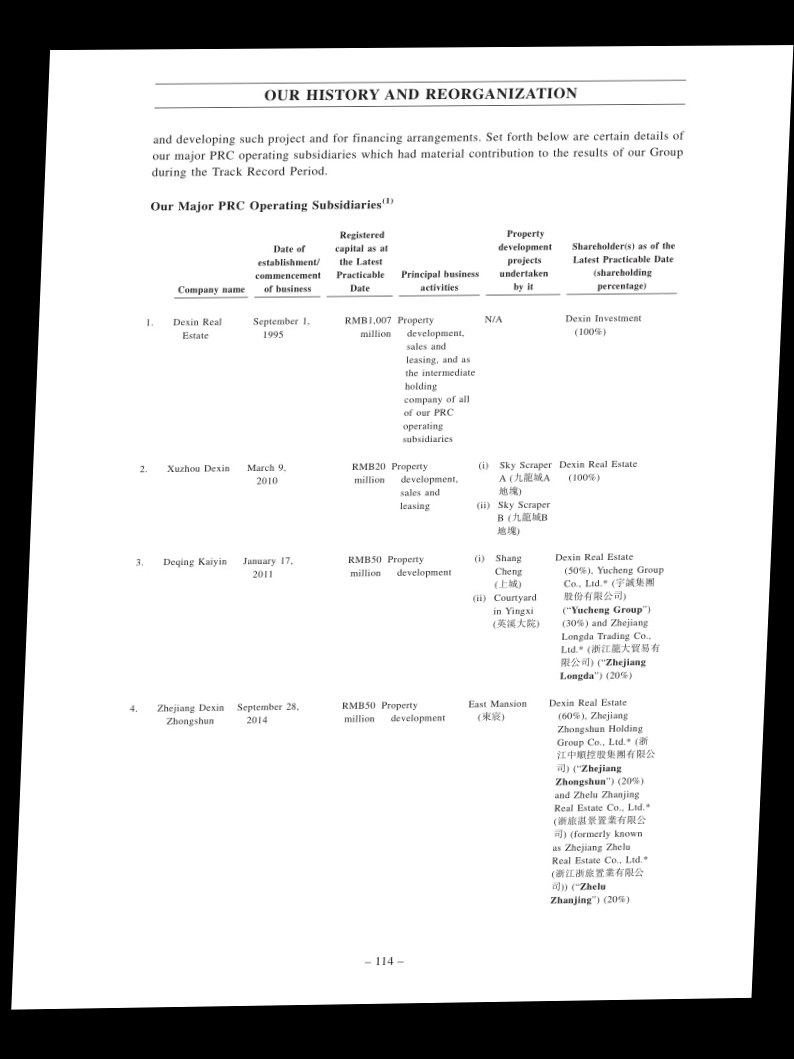 OUR HISTORY AND REORGANIZATION
and developing such project and for financing arrangements. Set forth below are certain details of
our major PRC operating subsidiaries which had material contribution to the results of our Group
during the Track Record Period.
Our Major PRC Operating Subsidiaries(1)
Company name
Date of
establishment/
commencement
of business
Registered
capital as at
the Latest
Practicable
Date
Principal business
activities
Property
development
projects
undertaken
by it
Shareholder(s) as of the
Latest Practicable Date
(shareholding
percentage)
1.
Dexin Real
Estate
September 1,
1995
RMB1,007
million
Property
development,
sales and
leasing, and as
the intermediate
holding
company of all
of our PRC
operating
subsidiaries
N/A
Dexin Investment
(100%)
2.
Xuzhou Dexin
March 9,
2010
RMB20
million
Property
development,
sales and
leasing
(i) Sky Scraper
A (九龍城A
地塊)
(ii) Sky Scraper
B (九龍城B
地塊)
Dexin Real Estate
(100%)
3.
Deqing Kaiyin
January 17,
2011
RMB50
million
Property
development
(i) Shang
Cheng
(上城)
(ii) Courtyard
in Yingxi
(英溪大院)
Dexin Real Estate
(50%), Yucheng Group
Co., Ltd.* (宇誠集團
股份有限公司)
(“Yucheng Group”)
(30%) and Zhejiang
Longda Trading Co.,
Ltd.* (浙江龍大貿易有
限公司) (“Zhejiang
Longda”) (20%)
4.
Zhejiang Dexin
Zhongshun
September 28,
2014
RMB50
million
Property
development
East Mansion
(東宸)
Dexin Real Estate
(60%), Zhejiang
Zhongshun Holding
Group Co., Ltd.* (浙
江中順控股集團有限公
司) (“Zhejiang
Zhongshun”) (20%)
and Zhelu Zhanjing
Real Estate Co., Ltd.*
(浙旅湛景置業有限公
司) (formerly known
as Zhejiang Zhelu
Real Estate Co., Ltd.*
(浙江浙旅置業有限公
司)) (“Zhelu
Zhanjing”) (20%)
– 114 –